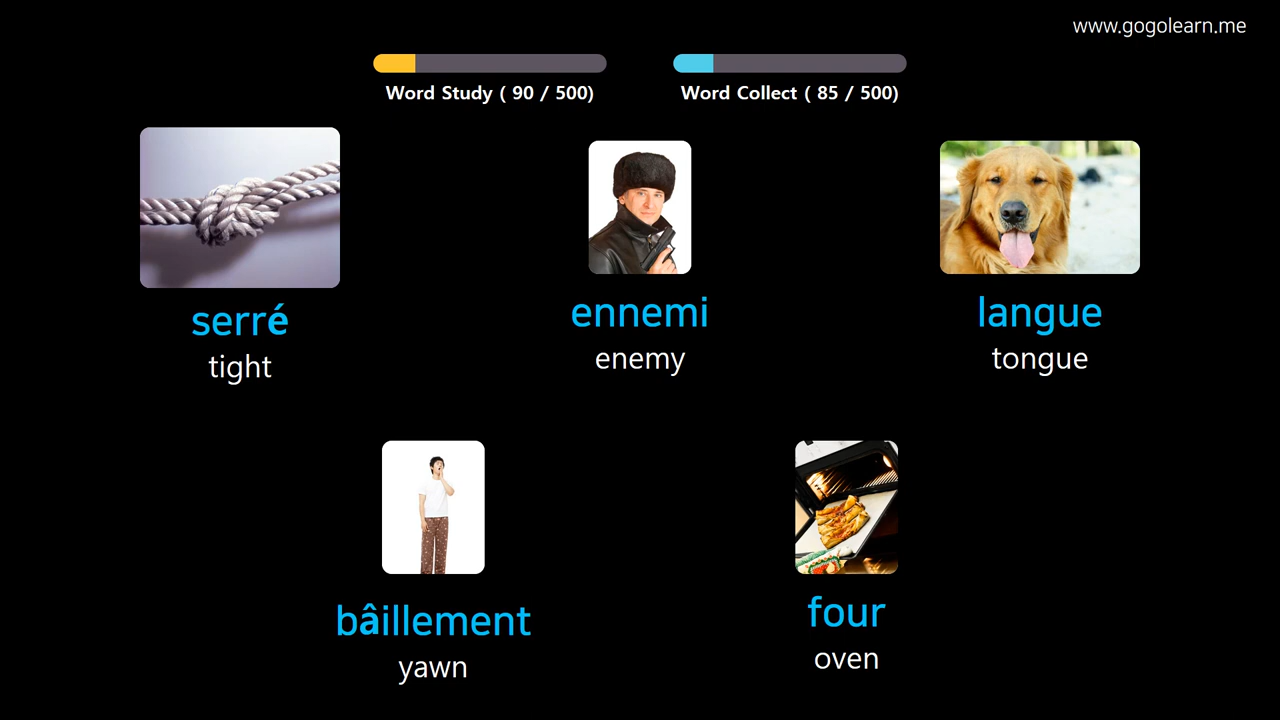 www.gogolearn.me
Word Study ( 90 / 500)
Word Collect ( 85 / 500)
serré
tight
ennemi
enemy
langue
tongue
bâillement
yawn
four
oven